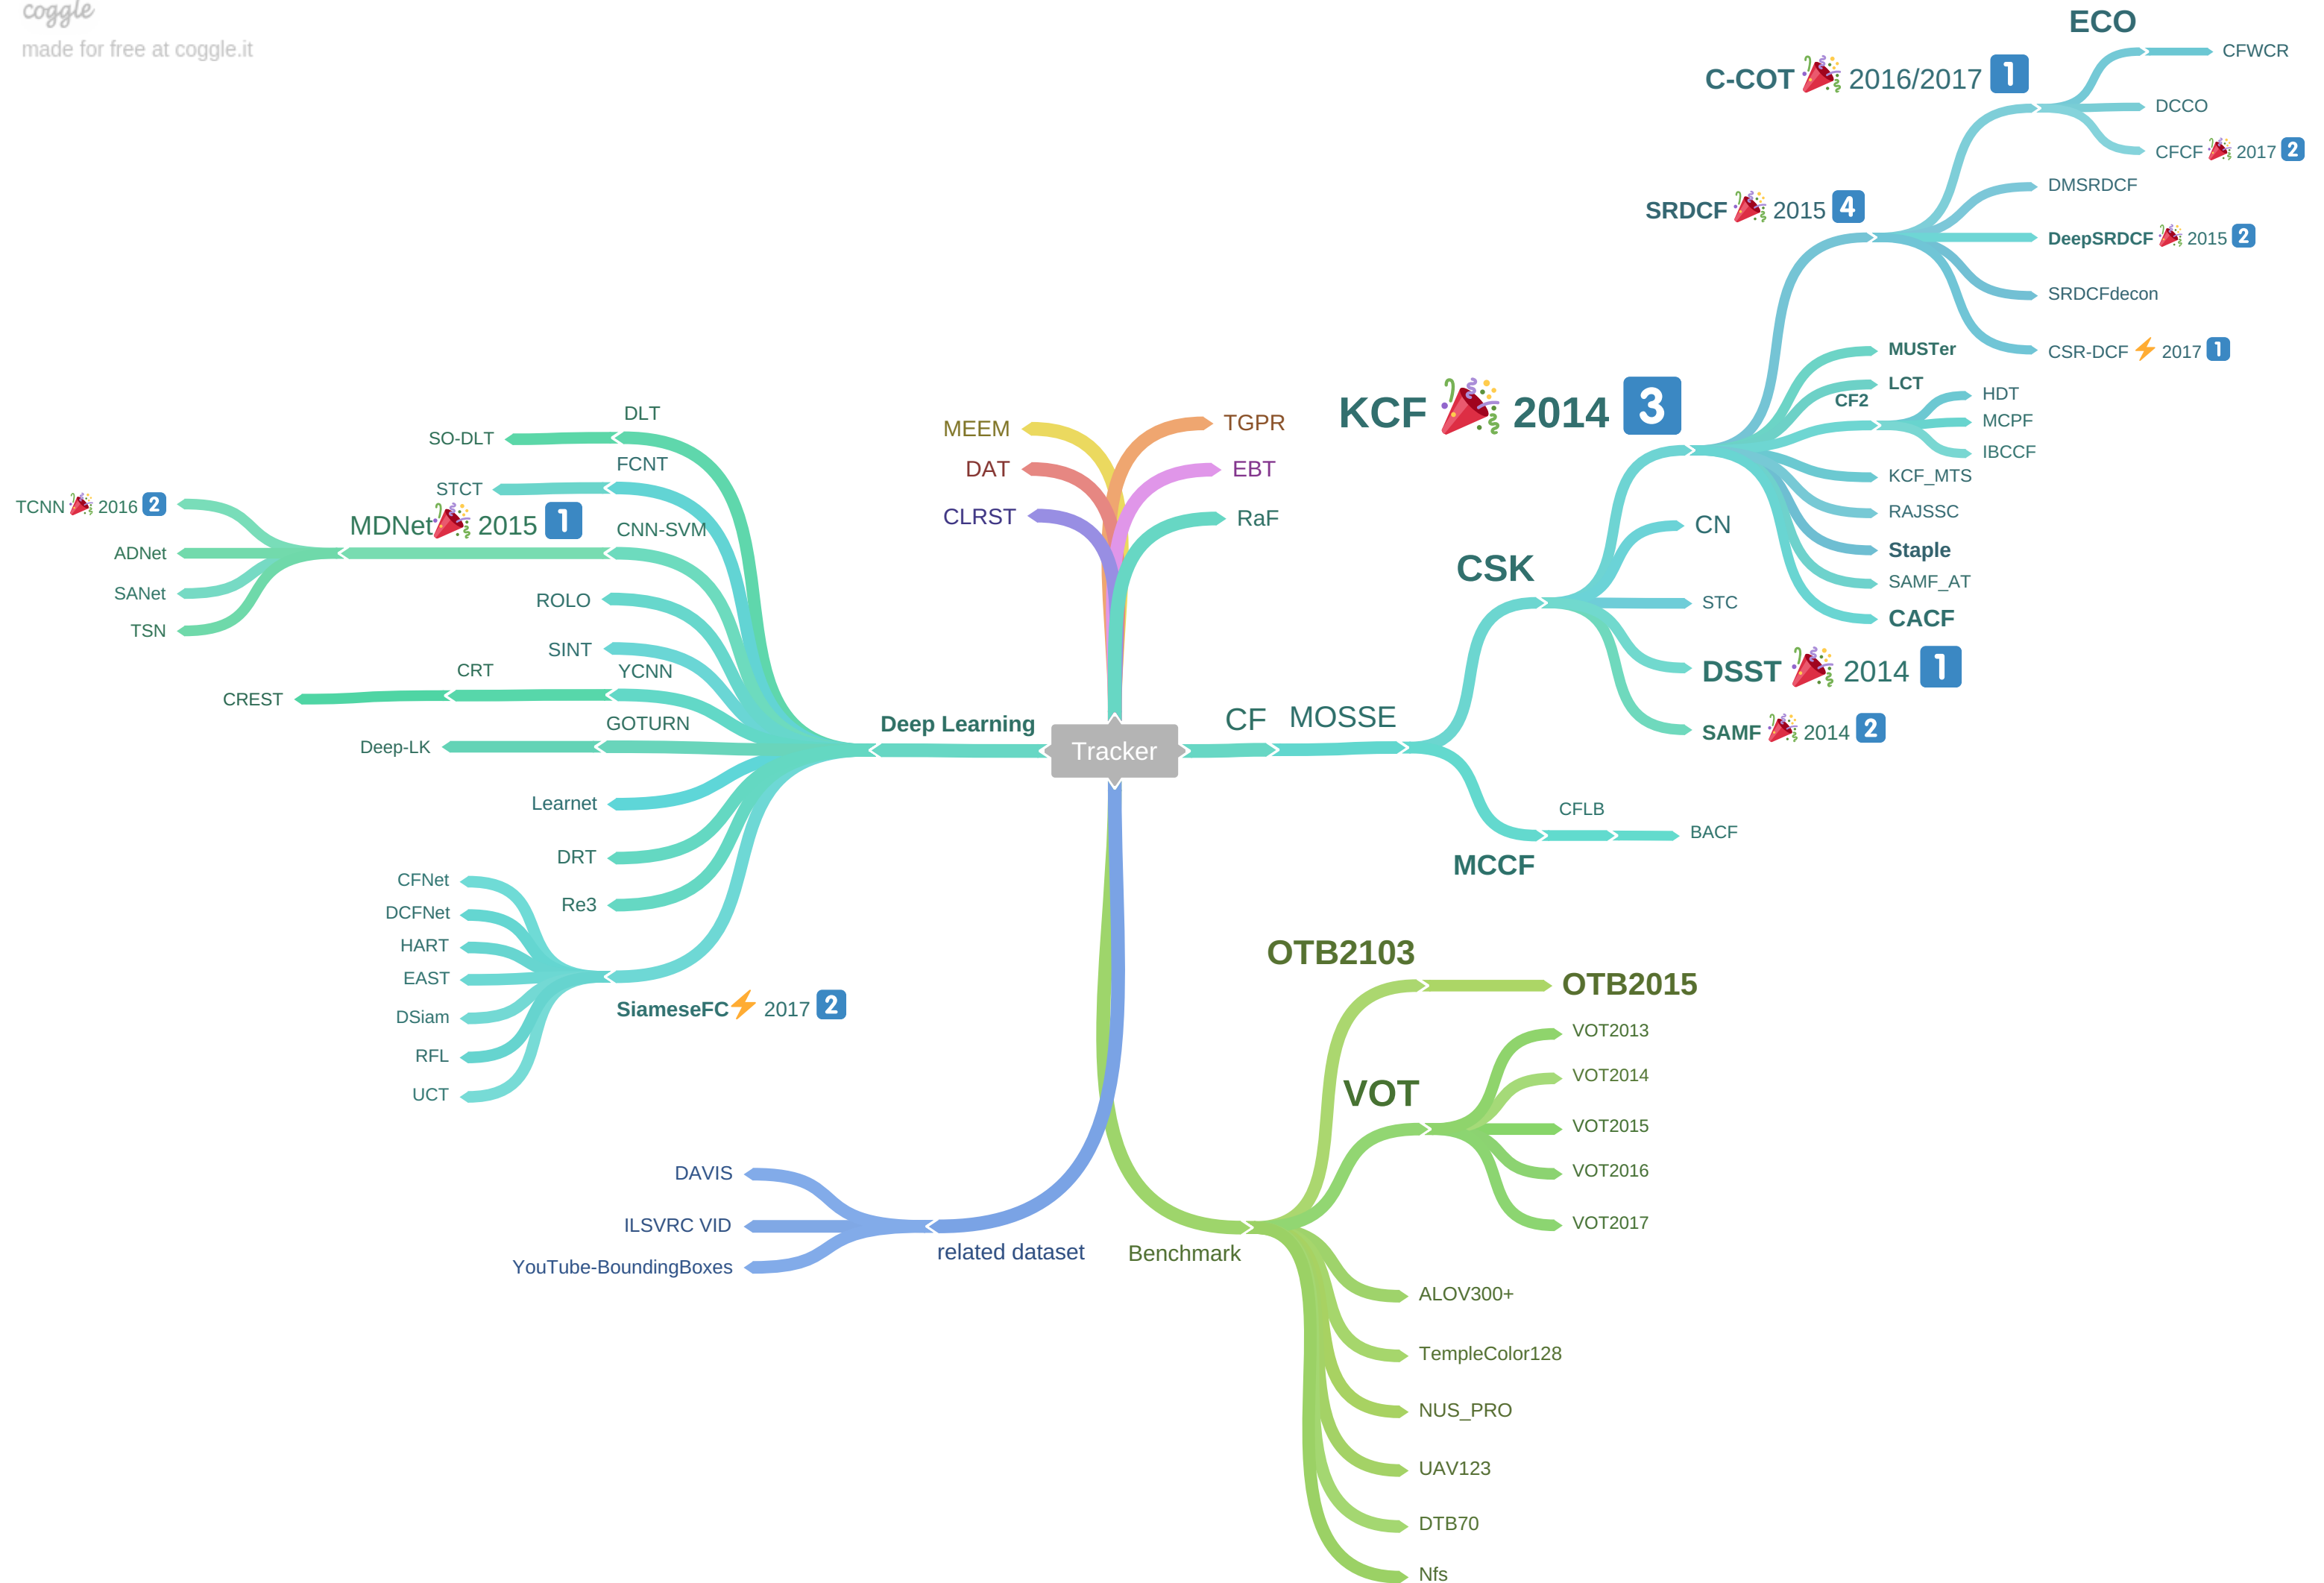 coggle
made for free at coggle.it
ECO
CFWCR
C-COT 🎉 2016/2017 1️⃣
DCCO
CFCF 🎉 2017 2️⃣
DMSRDCF
SRDCF 🎉 2015 4️⃣
DeepSRDCF 🎉 2015 2️⃣
SRDCFdecon
CSR-DCF ⚡ 2017 1️⃣
MUSTer
LCT
CF2
HDT
MCPF
IBCCF
KCF 🎉 2014 3️⃣
KCF_MTS
RAJSSC
Staple
SAMF_AT
CACF
CN
CSK
STC
DSST 🎉 2014 1️⃣
SAMF 🎉 2014 2️⃣
CF
MOSSE
CFLB
BACF
MCCF
MEEM
DAT
CLRST
TGPR
EBT
RaF
Tracker
Deep Learning
DLT
SO-DLT
FCNT
STCT
CNN-SVM
MDNet🎉 2015 1️⃣
TCNN 🎉 2016 2️⃣
ADNet
SANet
TSN
ROLO
SINT
YCNN
CRT
CREST
GOTURN
Deep-LK
Learnet
DRT
Re3
SiameseFC⚡ 2017 2️⃣
CFNet
DCFNet
HART
EAST
DSiam
RFL
UCT
related dataset
DAVIS
ILSVRC VID
YouTube-BoundingBoxes
Benchmark
OTB2103
OTB2015
VOT
VOT2013
VOT2014
VOT2015
VOT2016
VOT2017
ALOV300+
TempleColor128
NUS_PRO
UAV123
DTB70
Nfs